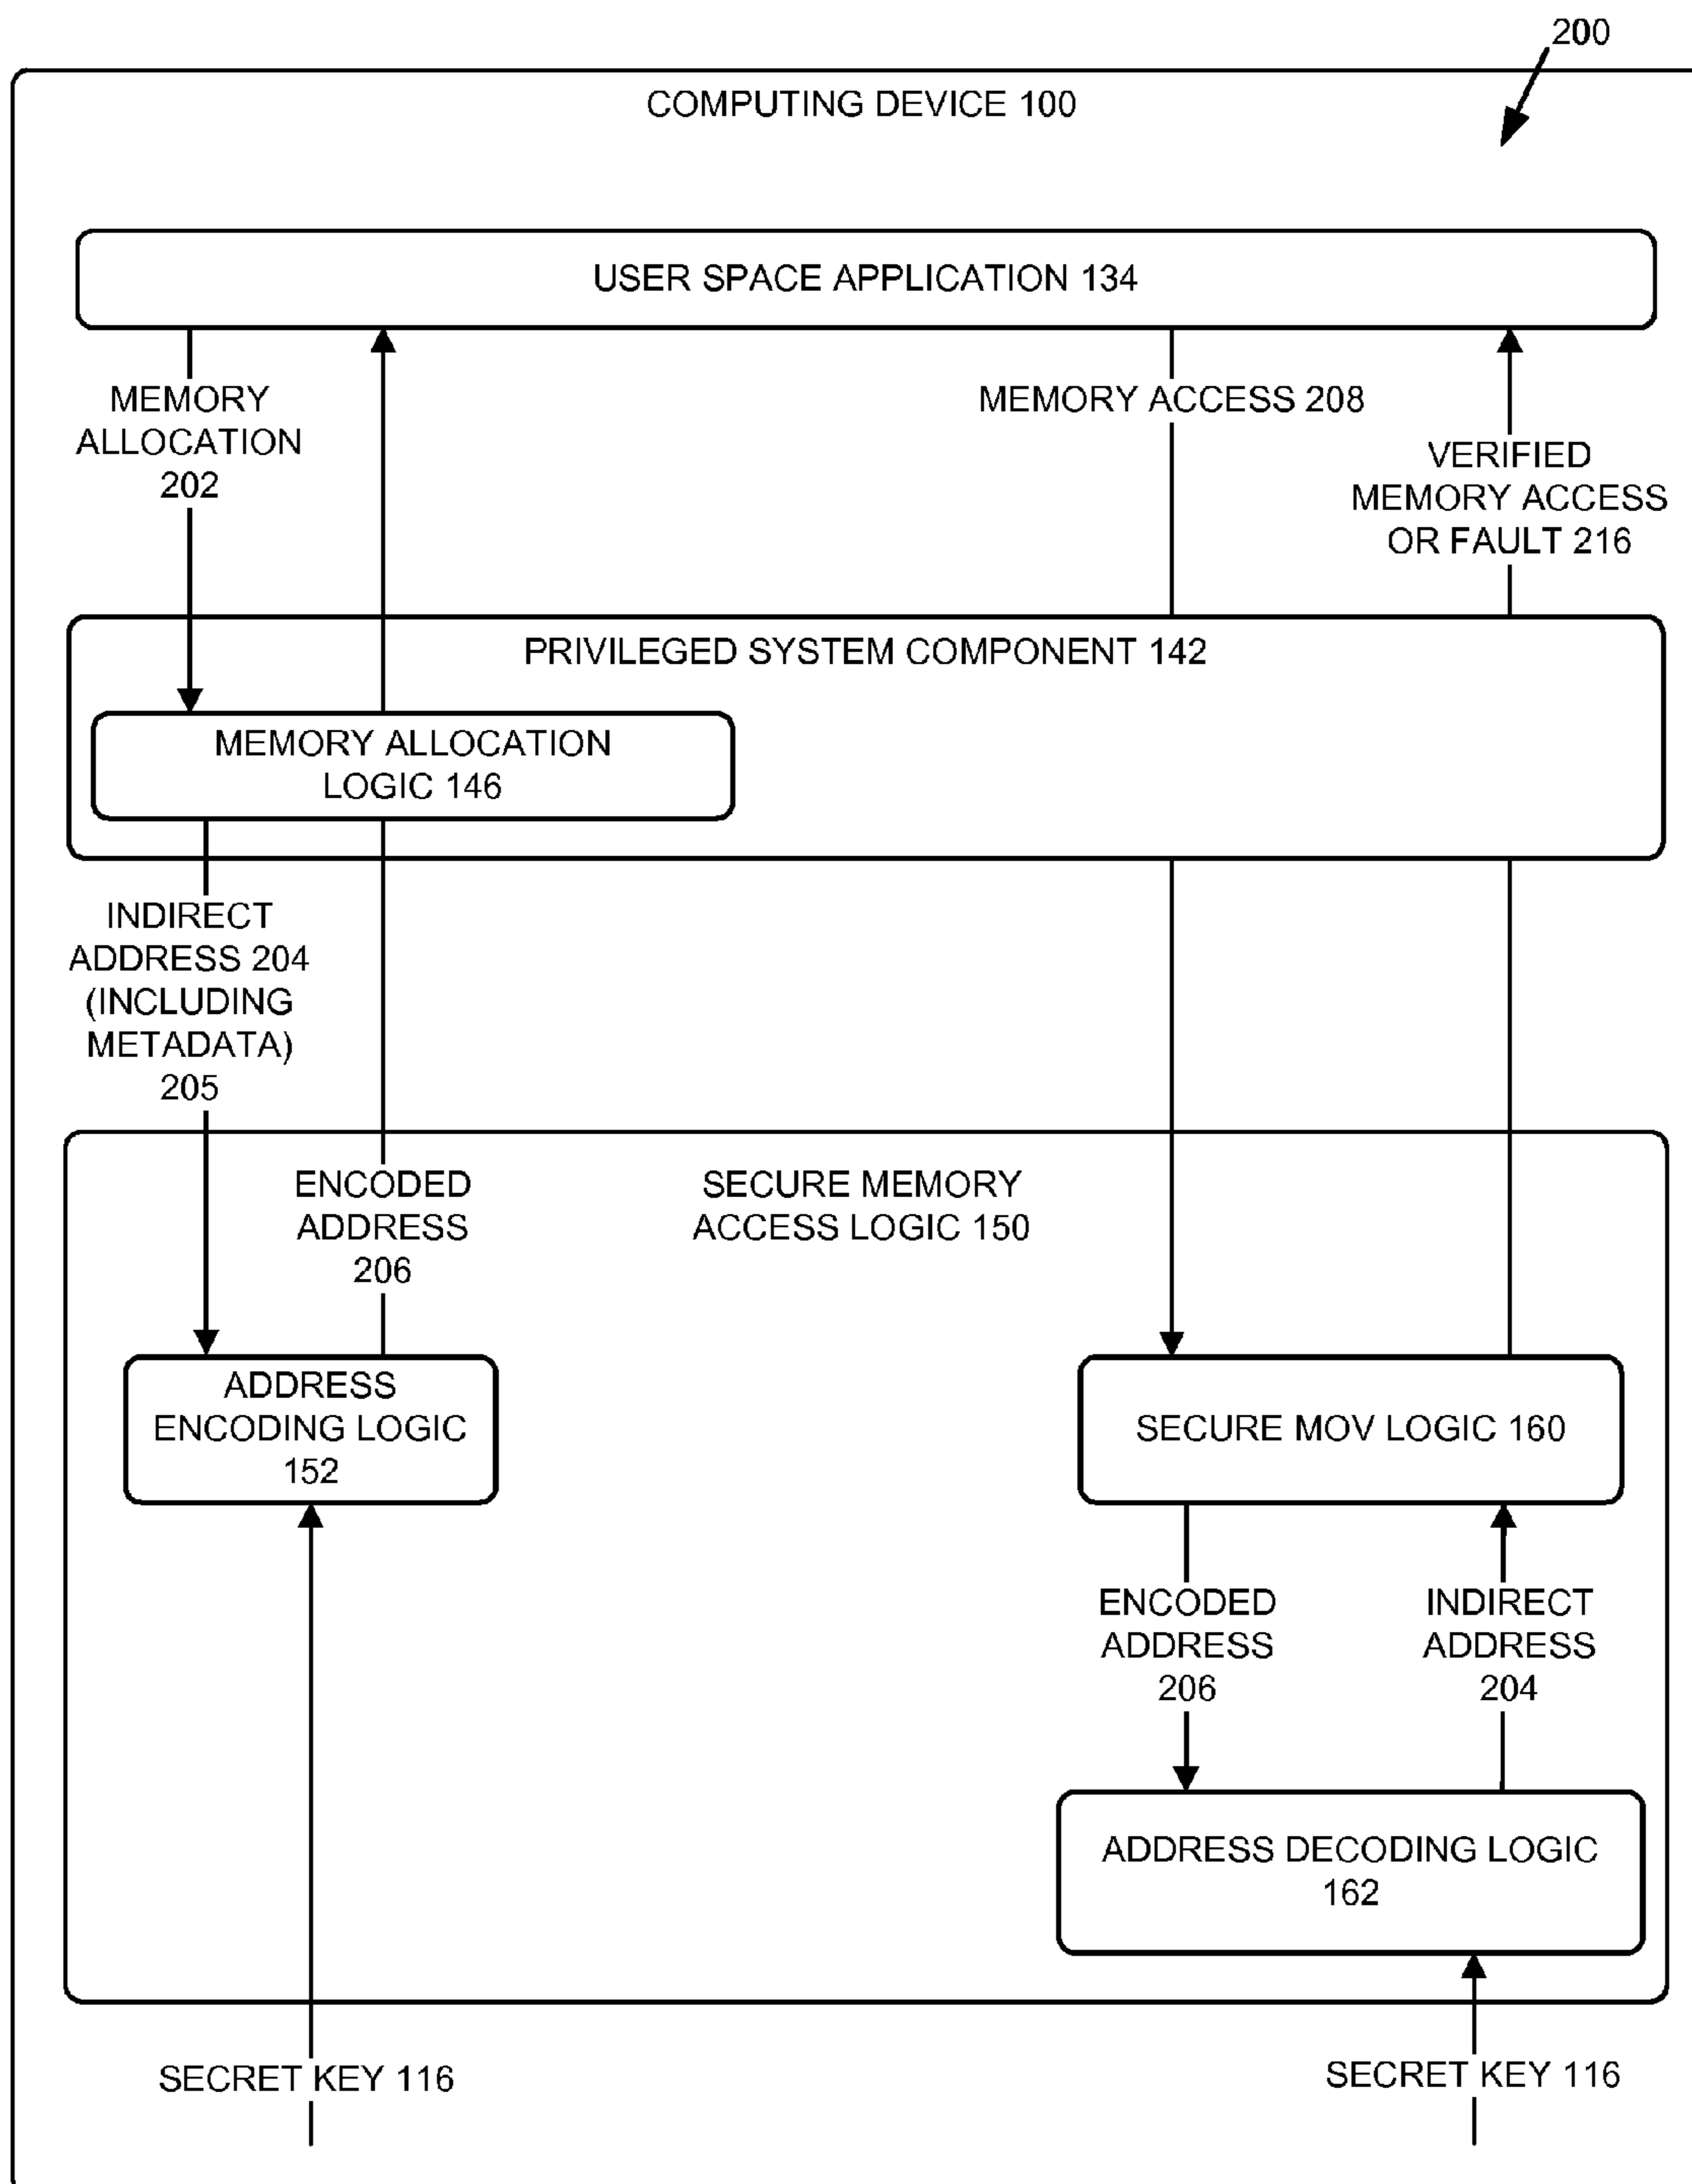 200
COMPUTING DEVICE 100
USER SPACE APPLICATION 134
MEMORY
ALLOCATION
202
MEMORY ACCESS 208
VERIFIED
MEMORY ACCESS
OR FAULT 216
PRIVILEGED SYSTEM COMPONENT 142
MEMORY ALLOCATION
LOGIC 146
INDIRECT
ADDRESS 204
(INCLUDING
METADATA)
205
ENCODED
ADDRESS
206
SECURE MEMORY
ACCESS LOGIC 150
ADDRESS
ENCODING LOGIC
152
SECURE MOV LOGIC 160
ENCODED
ADDRESS
206
INDIRECT
ADDRESS
204
ADDRESS DECODING LOGIC
162
SECRET KEY 116
SECRET KEY 116